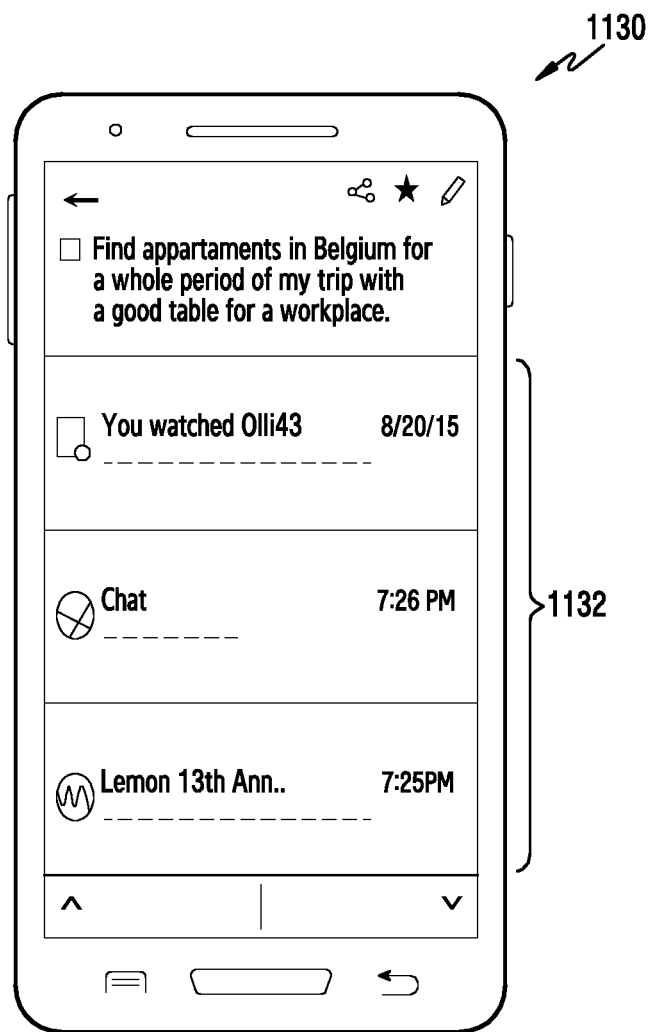 1130
Find appartaments in Belgium for
a whole period of my trip with
a good table for a workplace.
You watched Olli43 8/20/15
Chat 7:26 PM
1132
Lemon 13th Ann.. 7:25PM